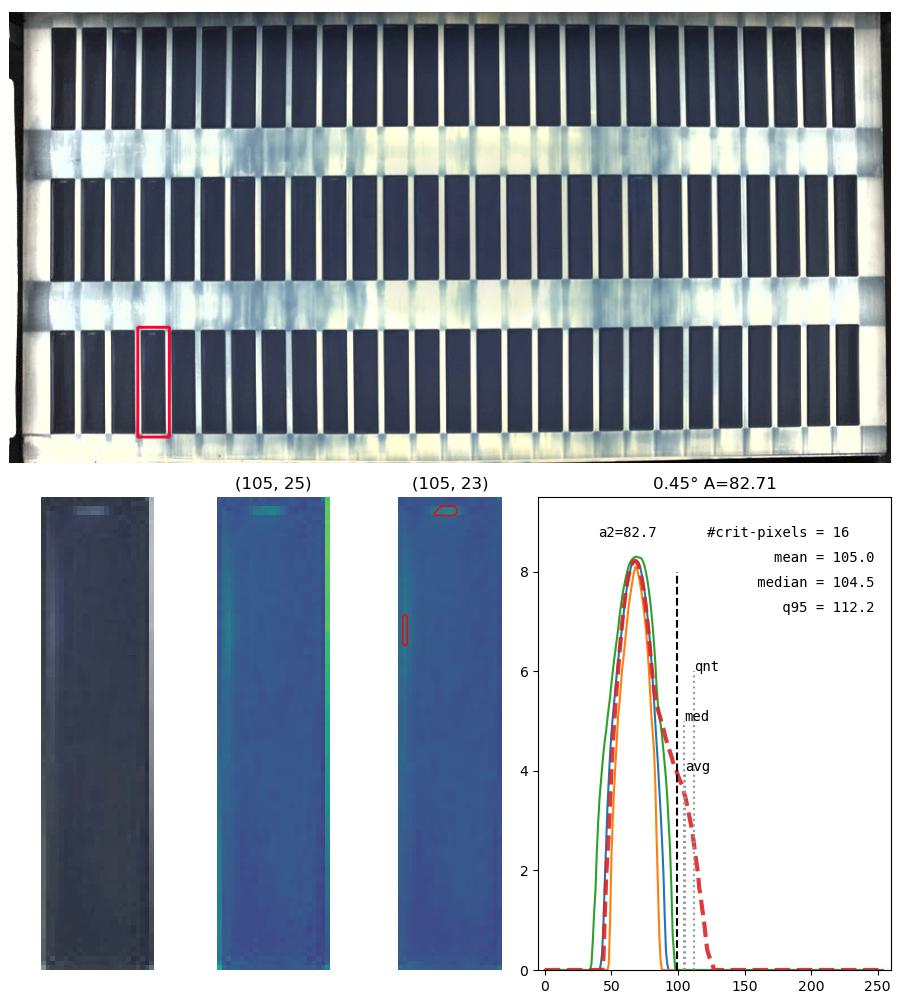 (105, 25)
(105, 23)
0.45° A=82.71
a2=82.7
#crit-pixels = 16
mean = 105.0
median = 104.5
q95 = 112.2
qnt
med
avg
8
6
4
2
0
0 50 100 150 200 250